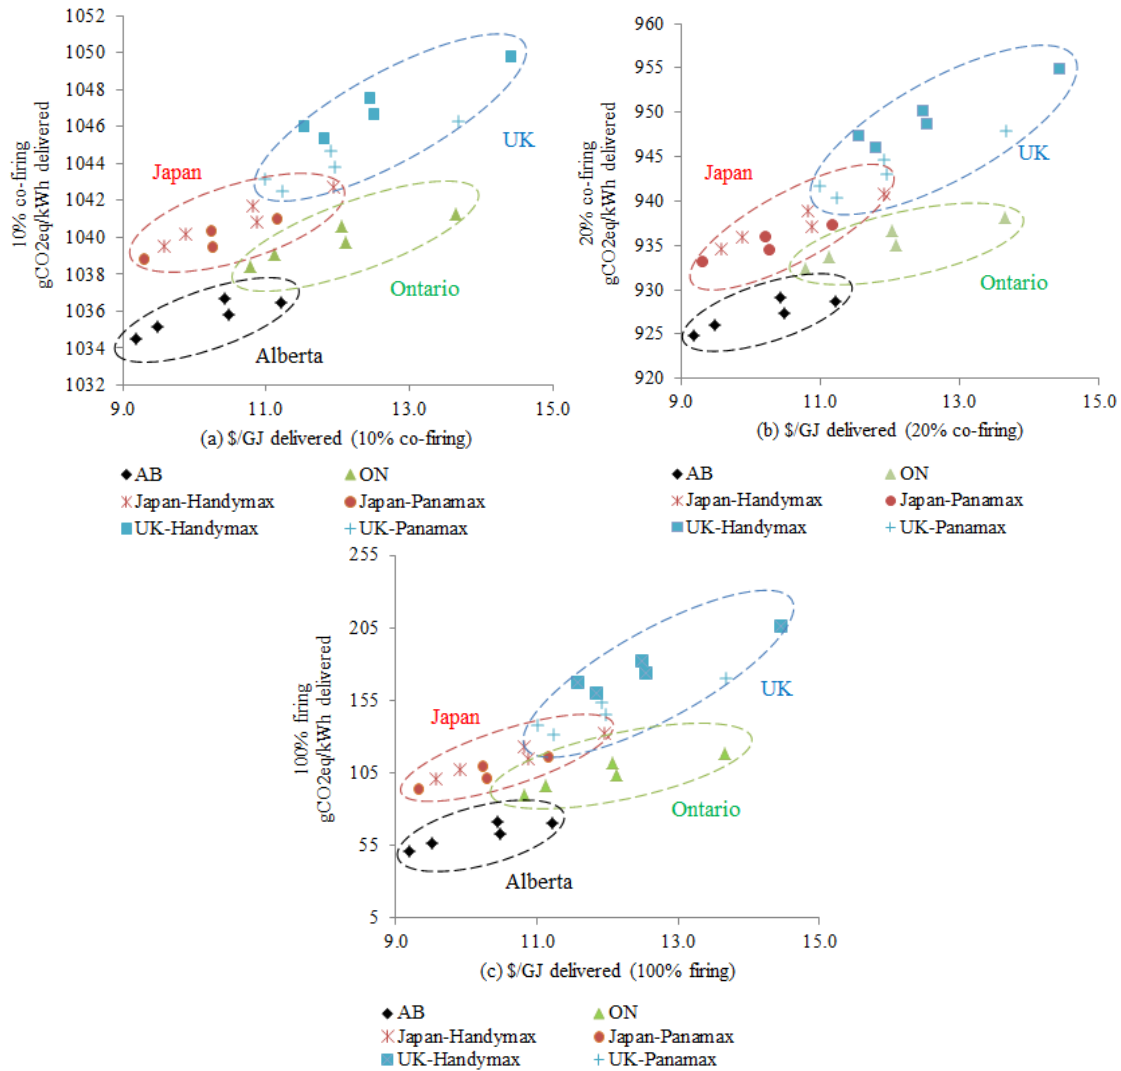 1052
1050
1048
1046
1044
1042
1040
1038
1036
1034
1032
10% co-firing
gCO2eq/kWh delivered
Japan
UK
Ontario
Alberta
9.0 11.0 13.0 15.0
(a) $/GJ delivered (10% co-firing)
AB ON
Japan-Handymax Japan-Panamax
UK-Handymax UK-Panamax
960
955
950
945
940
935
930
925
920
20% co-firing
gCO2eq/kWh delivered
Japan
UK
Ontario
Alberta
9.0 11.0 13.0 15.0
(b) $/GJ delivered (20% co-firing)
AB ON
Japan-Handymax Japan-Panamax
UK-Handymax UK-Panamax
255
205
155
105
55
5
100% firing
gCO2eq/kWh delivered
Japan
UK
Ontario
Alberta
9.0 11.0 13.0 15.0
(c) $/GJ delivered (100% firing)
AB ON
Japan-Handymax Japan-Panamax
UK-Handymax UK-Panamax